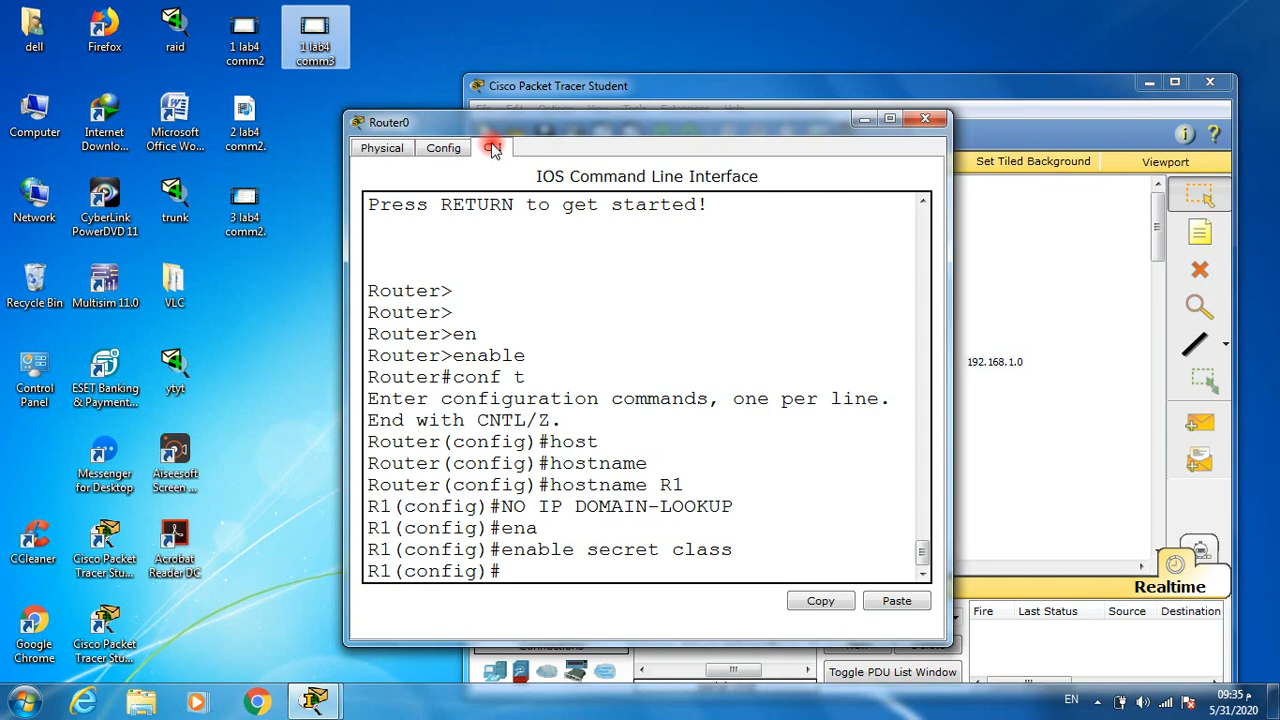 dell
Firefox
raid
1 lab4
comm2
1 lab4
comm3
Computer
Internet
Downlo...
Microsoft
Office Wo...
2 lab4
comm2.
Network
CyberLink
PowerDVD 11
trunk
3 lab4
comm2.
Recycle Bin
Multisim 11.0
VLC
Control
Panel
ESET Banking
& Payment...
ytyt
Messenger
for Desktop
Aiseesoft
Screen ...
CCleaner
Cisco Packet
Tracer Stu...
Acrobat
Reader DC
Google
Chrome
Cisco Packet
Tracer Stu...
Cisco Packet Tracer Student
Set Tiled Background
Viewport
192.168.1.0
Realtime
Fire
Last Status
Source
Destination
Toggle PDU List Window
Router0
Physical
Config
IOS Command Line Interface
Press RETURN to get started!
Router>
Router>
Router>en
Router>enable
Router#conf t
Enter configuration commands, one per line.
End with CNTL/Z.
Router(config)#host
Router(config)#hostname
Router(config)#hostname R1
R1(config)#NO IP DOMAIN-LOOKUP
R1(config)#ena
R1(config)#enable secret class
R1(config)#
Copy
Paste
EN
09:35 م
5/31/2020